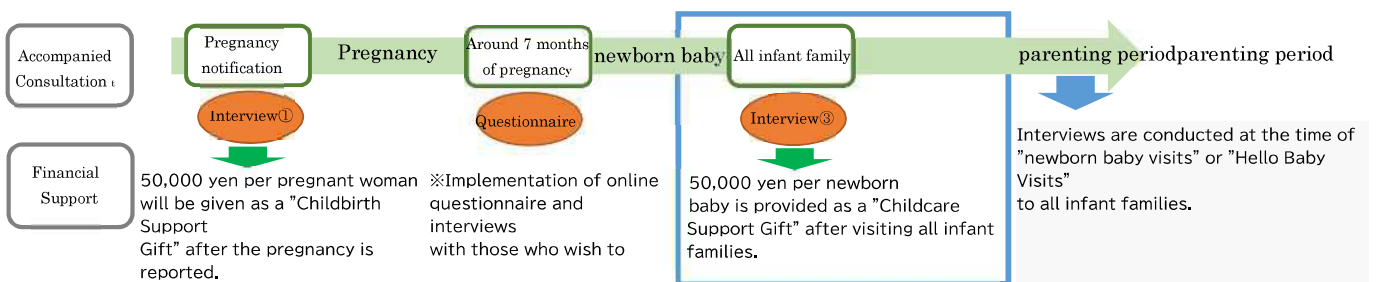 Accompanied
Consultation t
Pregnancy
notification
Pregnancy
Around 7 months
of pregnancy
newborn baby
All infant family
parenting periodparenting period
Interview①
Questionnaire
Interview③
Financial
Support
50,000 yen per pregnant woman
will be given as a "Childbirth
Support
Gift" after the pregnancy is
reported.
※Implementation of online
questionnaire and
interviews
with those who wish to
50,000 yen per newborn
baby is provided as a "Childcare
Support Gift" after visiting all infant
families.
Interviews are conducted at the time of
"newborn baby visits" or "Hello Baby
Visits"
to all infant families.